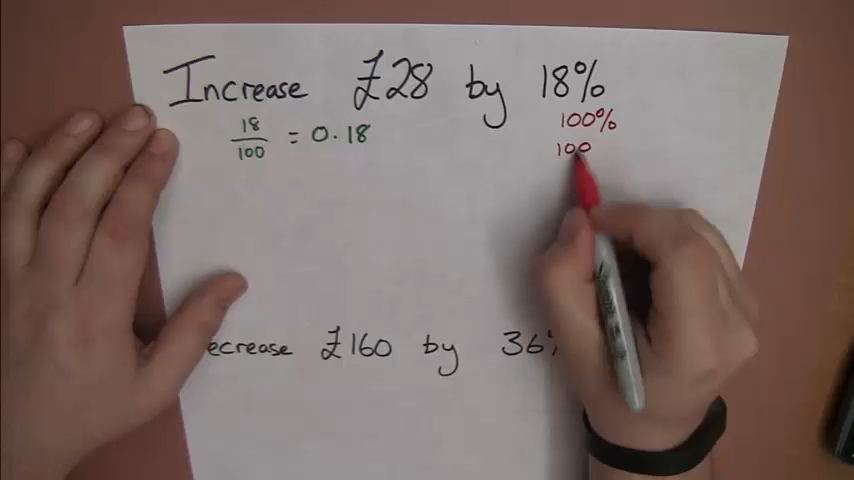 Increase £28 by 18%
18/100 = 0.18
100%
100
ecrease £160 by 36%